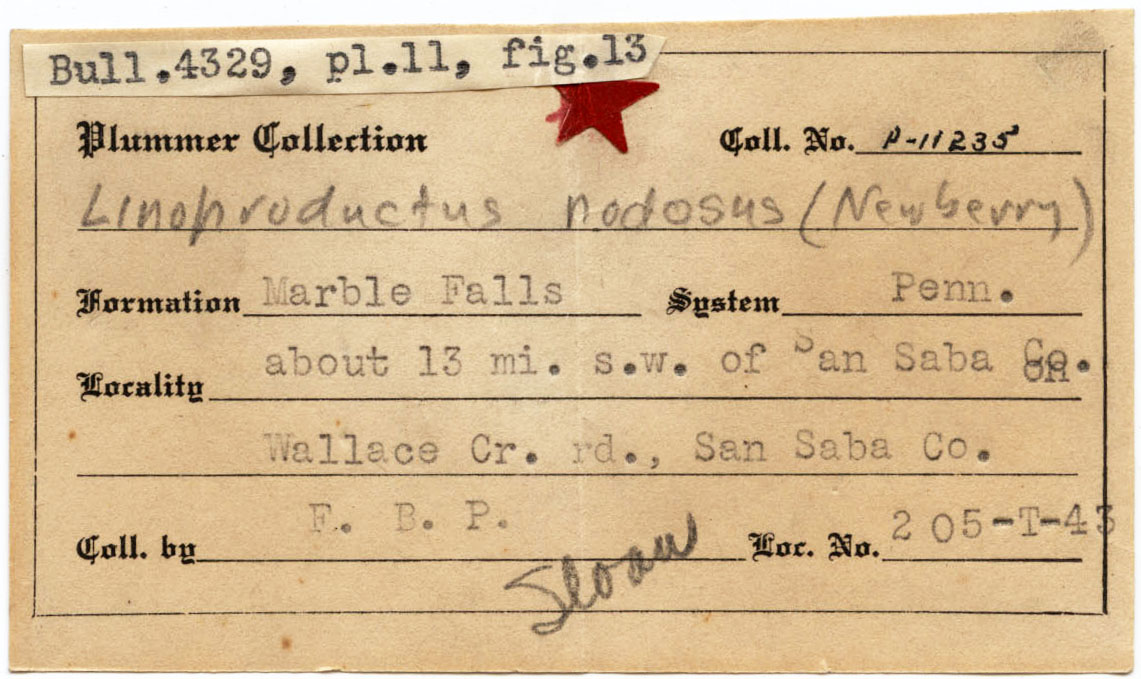 Bull.4329, pl.11, fig.13
Plummer Collection Coll. No. P-11235
Linoproductus nodosus (Newberry)
Formation Marble Falls System Penn.
Locality about 13 mi. s.w. of San Saba Co. on
Wallace Cr. rd., San Saba Co.
Coll. by F. B. P. Loc. No. 205-T-43
Sloan